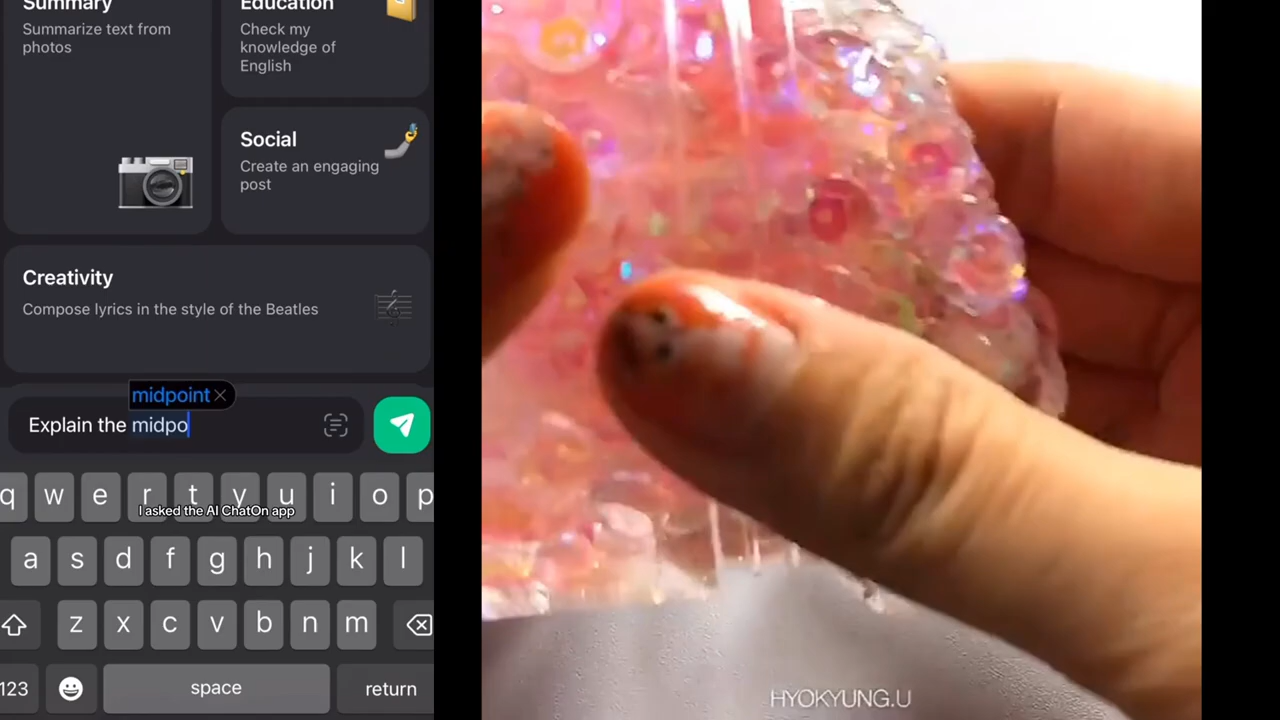 Summary
Summarize text from
photos
Education
Check my
knowledge of
English
Social
Create an engaging
post
Creativity
Compose lyrics in the style of the Beatles
midpoint
Explain the midpo
q w e r t y u i o p
I asked the AI ChatOn app
a s d f g h j k l
z x c v b n m
123 space return
HYOKYUNG.U